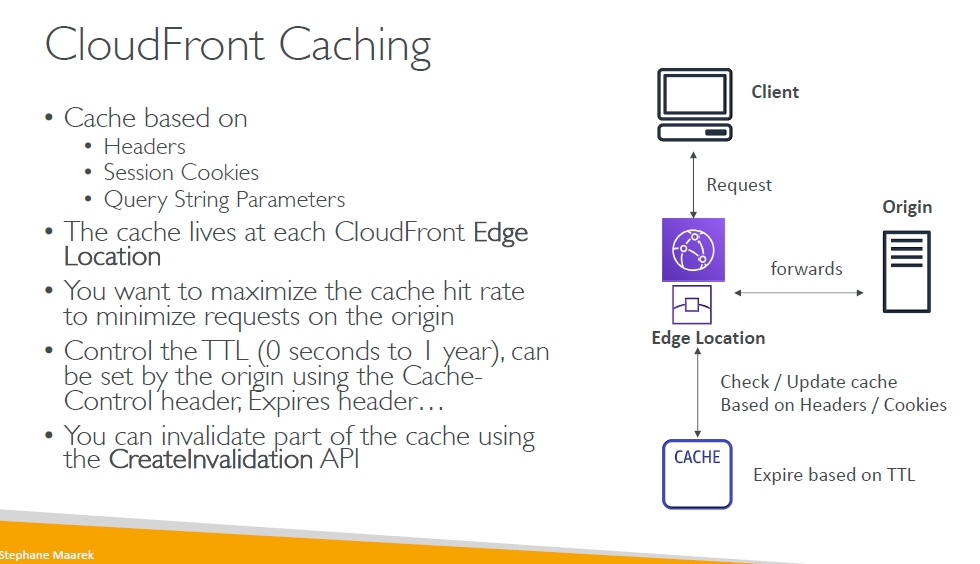 CloudFront Caching
• Cache based on
• Headers
• Session Cookies
• Query String Parameters
• The cache lives at each CloudFront Edge
Location
• You want to maximize the cache hit rate
to minimize requests on the origin
• Control the TTL (0 seconds to 1 year), can
be set by the origin using the Cache-
Control header, Expires header…
• You can invalidate part of the cache using
the CreateInvalidation API
Client
Request
Origin
forwards
Edge Location
Check / Update cache
Based on Headers / Cookies
CACHE
Expire based on TTL
Stephane Maarek